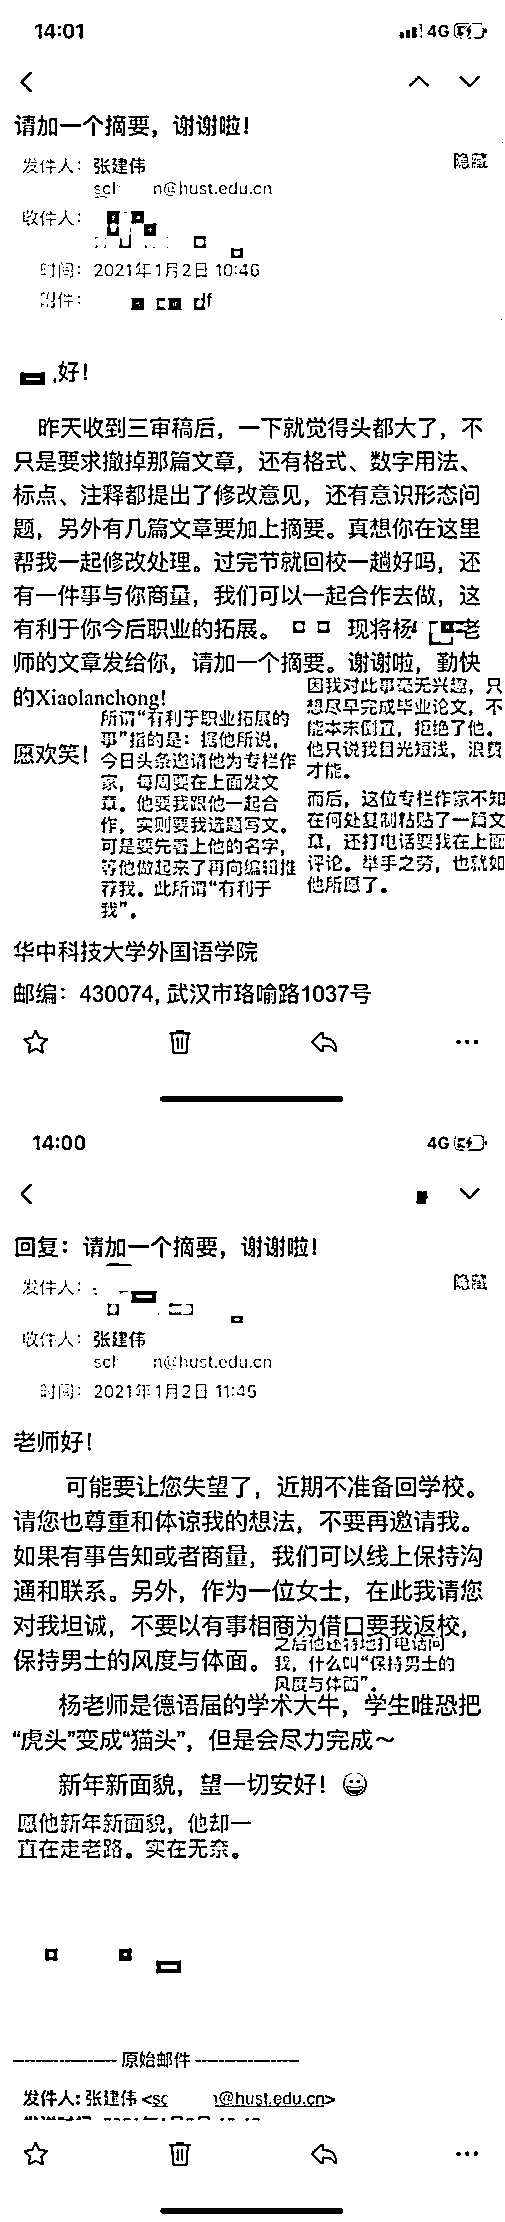 14:01
4G
请加一个摘要，谢谢啦！
发件人：张建伟
隐藏
n@hust.edu.cn
收件人：
时间：2021年1月2日 10:46
附件：
df
好！
昨天收到三审稿后，一下就觉得头都大了，不
只是要求撤掉那篇文章，还有格式、数字用法、
标点、注释都提出了修改意见，还有意识形态问
题，另外有几篇文章要加上摘要。真想你在这里
帮我一起修改处理。过完节就回校一趟好吗，还
有一件事与你商量，我们可以一起合作去做，这
有利于你今后职业的拓展。
现将杨
老
师的文章发给你，请加一个摘要。谢谢啦，勤快
的Xiaolanchong!
愿欢笑！
所谓“有利于职业拓展的
事”指的是：据他所说，
今日头条邀请他为专栏作
家，每周要在上面发文
章。他要我跟他一起合
作，实则要我选题写文。
可是要先署上他的名字，
等他做起来了再向编辑推
荐我。此所谓“有利于
我”。
因我对此事毫无兴趣，只
想尽早完成毕业论文，不
能本末倒置，拒绝了他。
他只说我目光短浅，浪费
才能。
而后，这位专栏作家不知
在何处复制粘贴了一篇文
章，还打电话要我在上面
评论。举手之劳，也就如
他所愿了。
华中科技大学外国语学院
邮编：430074, 武汉市珞喻路1037号
14:00
4G
回复：请加一个摘要，谢谢啦！
发件人：
隐藏
收件人：张建伟
n@hust.edu.cn
时间：2021年1月2日 11:45
老师好！
可能要让您失望了，近期不准备回学校。
请您也尊重和体谅我的想法，不要再邀请我。
如果有事告知或者商量，我们可以线上保持沟
通和联系。另外，作为一位女士，在此我请您
对我坦诚，不要以有事相商为借口要我返校，
保持男士的风度与体面。
之后他还特地打电话问
我，什么叫“保持男士的
风度与体面”。
杨老师是德语届的学术大牛，学生唯恐把
“虎头”变成“猫头”，但是会尽力完成～
新年新面貌，望一切安好！😀
愿他新年新面貌，他却一
直在走老路。实在无奈。
原始邮件
发件人: 张建伟 <sc
n@hust.edu.cn>